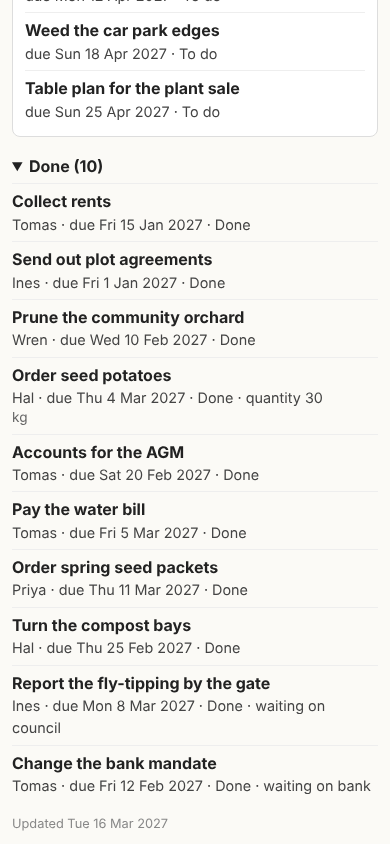 Weed the car park edges
due Sun 18 Apr 2027 · To do
Table plan for the plant sale
due Sun 25 Apr 2027 · To do
▼ Done (10)
Collect rents
Tomas · due Fri 15 Jan 2027 · Done
Send out plot agreements
Ines · due Fri 1 Jan 2027 · Done
Prune the community orchard
Wren · due Wed 10 Feb 2027 · Done
Order seed potatoes
Hal · due Thu 4 Mar 2027 · Done · quantity 30
kg
Accounts for the AGM
Tomas · due Sat 20 Feb 2027 · Done
Pay the water bill
Tomas · due Fri 5 Mar 2027 · Done
Order spring seed packets
Priya · due Thu 11 Mar 2027 · Done
Turn the compost bays
Hal · due Thu 25 Feb 2027 · Done
Report the fly-tipping by the gate
Ines · due Mon 8 Mar 2027 · Done · waiting on
council
Change the bank mandate
Tomas · due Fri 12 Feb 2027 · Done · waiting on bank
Updated Tue 16 Mar 2027